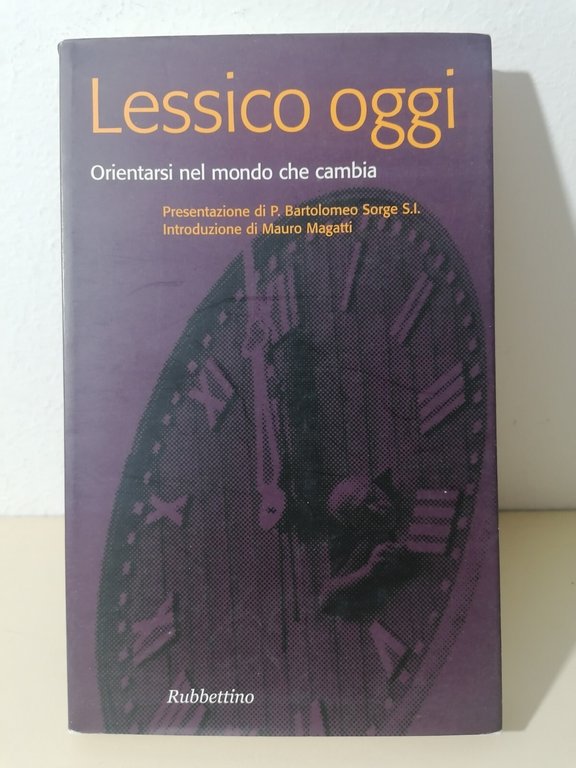 Lessico oggi
Orientarsi nel mondo che cambia
Presentazione di P. Bartolomeo Sorge S.I.
Introduzione di Mauro Magatti
Rubbettino